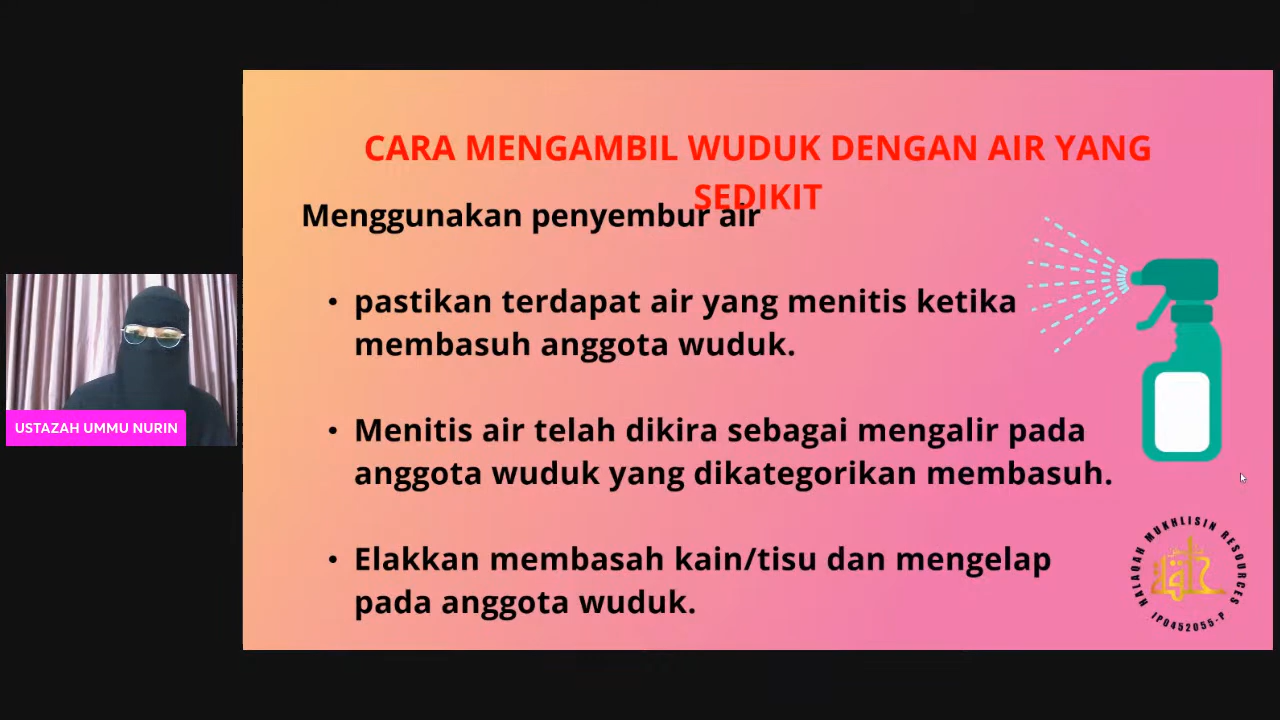 CARA MENGAMBIL WUDUK DENGAN AIR YANG
SEDIKIT
Menggunakan penyembur air
• pastikan terdapat air yang menitis ketika
membasuh anggota wuduk.
• Menitis air telah dikira sebagai mengalir pada
anggota wuduk yang dikategorikan membasuh.
• Elakkan membasah kain/tisu dan mengelap
pada anggota wuduk.
USTAZAH UMMU NURIN
HALAQAH MUKHLISIN RESOURCES
IP0452055-P